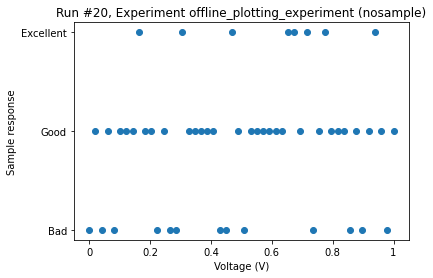 Run #20, Experiment offline_plotting_experiment (nosample)
Excellent
Good
Bad
Sample response
0 0.2 0.4 0.6 0.8 1
Voltage (V)